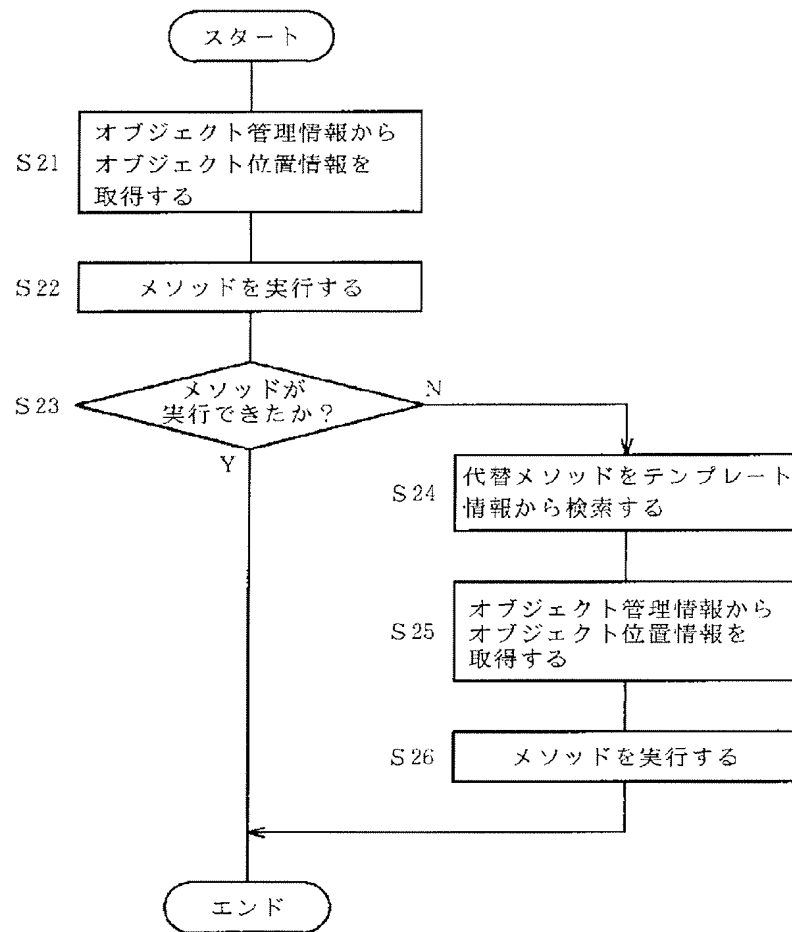 スタート
S21
オブジェクト管理情報から
オブジェクト位置情報を
取得する
S22
メソッドを実行する
S23
メソッドが
実行できたか？
N
Y
S24
代替メソッドをテンプレート
情報から検索する
S25
オブジェクト管理情報から
オブジェクト位置情報を
取得する
S26
メソッドを実行する
エンド